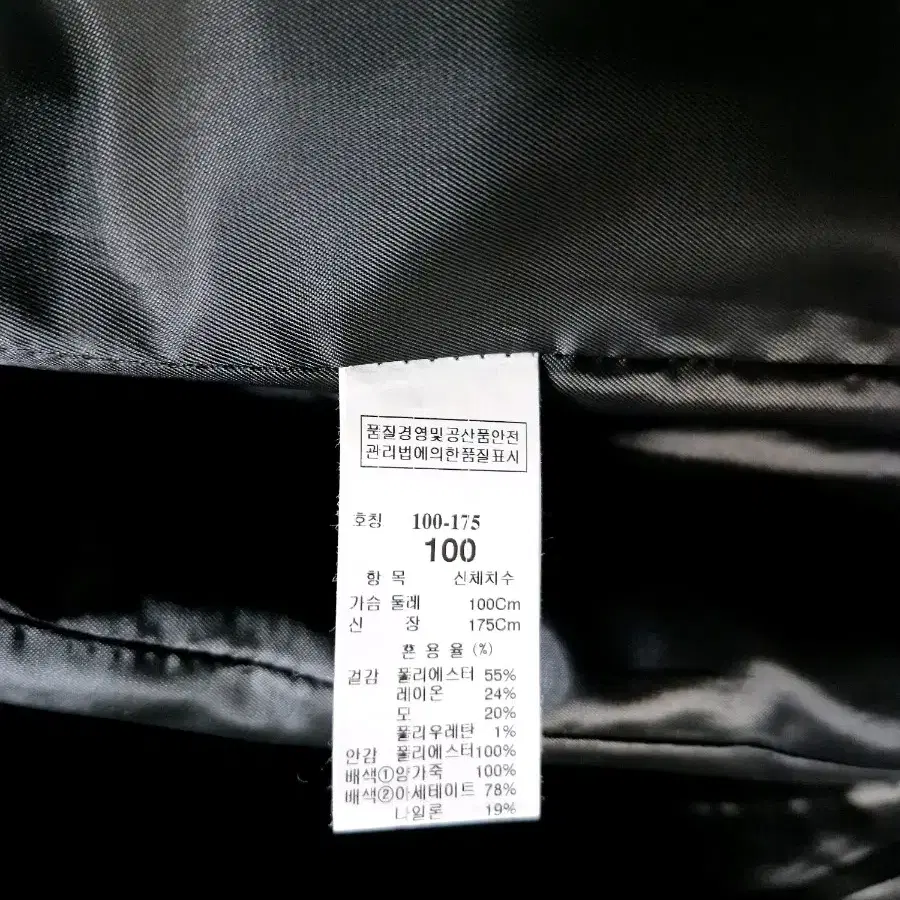 품질경영및공산품안전
관리법에의한품질표시
호칭 100-175
100
항 목 신체치수
가슴 둘레 100Cm
신 장 175Cm
혼 용 율 (%)
겉감 폴리에스터 55%
레이온 24%
모 20%
폴리우레탄 1%
안감 폴리에스터100%
배색①양가죽 100%
배색②아세테이트 78%
나일론 19%